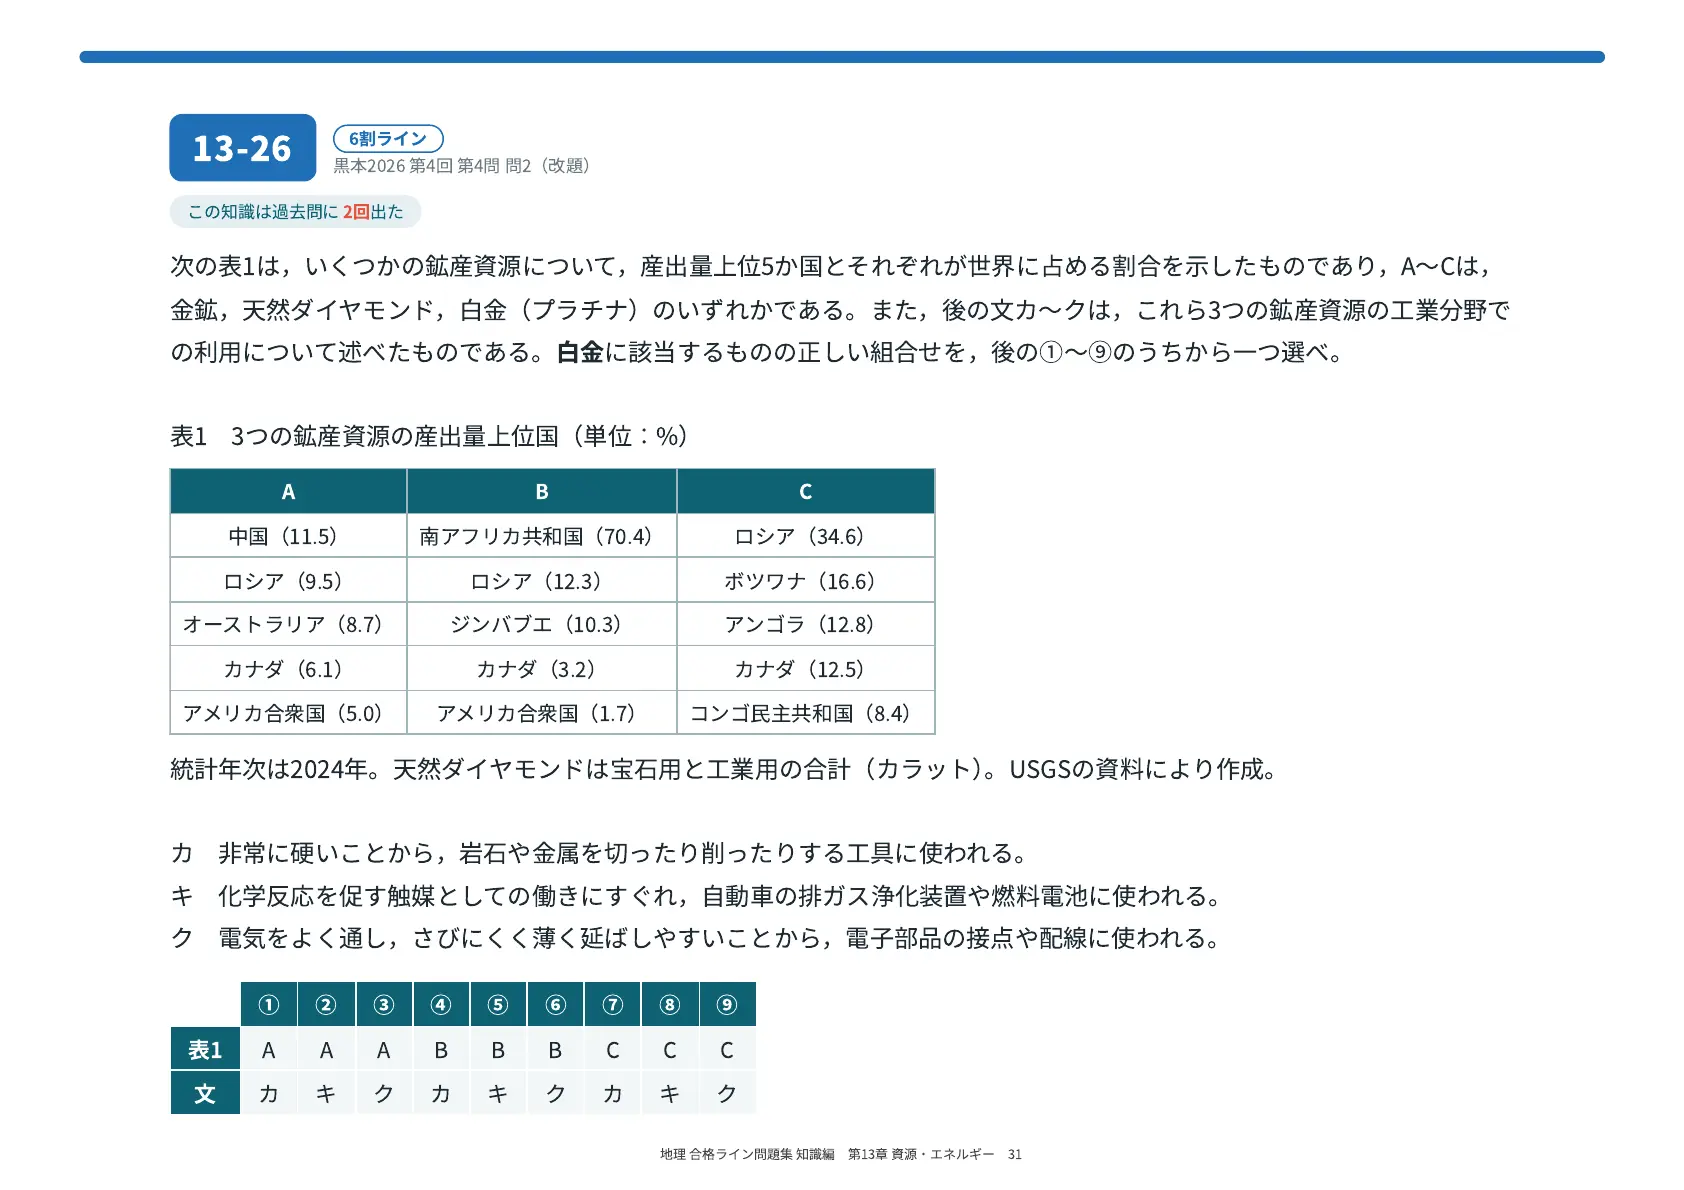 13-26
6割ライン
黒本2026 第4回 第4問 問2（改題）
この知識は過去問に 2回出た
次の表1は，いくつかの鉱産資源について，産出量上位5か国とそれぞれが世界に占める割合を示したものであり，A〜Cは，
金鉱，天然ダイヤモンド，白金（プラチナ）のいずれかである。また，後の文カ〜クは，これら3つの鉱産資源の工業分野で
の利用について述べたものである。白金に該当するものの正しい組合せを，後の①〜⑨のうちから一つ選べ。
表1　3つの鉱産資源の産出量上位国（単位：%）
A B C
中国（11.5） 南アフリカ共和国（70.4） ロシア（34.6）
ロシア（9.5） ロシア（12.3） ボツワナ（16.6）
オーストラリア（8.7） ジンバブエ（10.3） アンゴラ（12.8）
カナダ（6.1） カナダ（3.2） カナダ（12.5）
アメリカ合衆国（5.0） アメリカ合衆国（1.7） コンゴ民主共和国（8.4）
統計年次は2024年。天然ダイヤモンドは宝石用と工業用の合計（カラット）。USGSの資料により作成。
カ　非常に硬いことから，岩石や金属を切ったり削ったりする工具に使われる。
キ　化学反応を促す触媒としての働きにすぐれ，自動車の排ガス浄化装置や燃料電池に使われる。
ク　電気をよく通し，さびにくく薄く延ばしやすいことから，電子部品の接点や配線に使われる。
① ② ③ ④ ⑤ ⑥ ⑦ ⑧ ⑨
表1 A A A B B B C C C
文 カ キ ク カ キ ク カ キ ク
地理 合格ライン問題集 知識編　第13章 資源・エネルギー　31